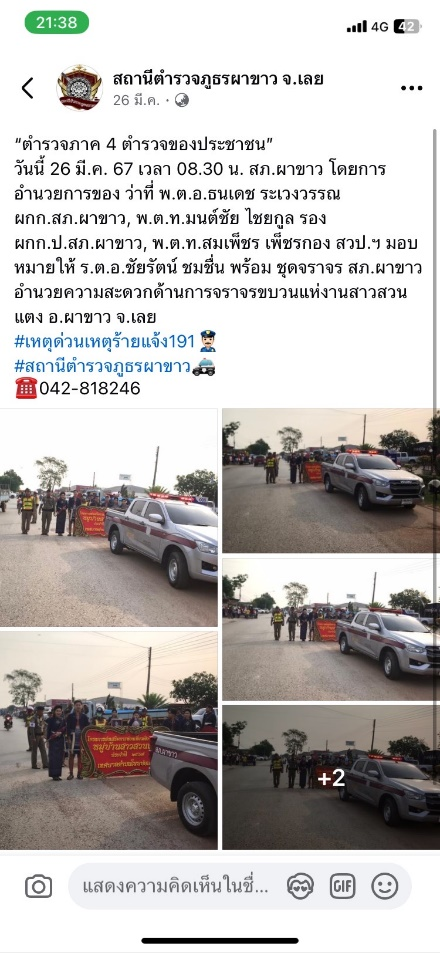 21:38
4G
42
สถานีตำรวจภูธรผาขาว จ.เลย
26 มี.ค.
“ตำรวจภาค 4 ตำรวจของประชาชน”
วันนี้ 26 มี.ค. 67 เวลา 08.30 น. สภ.ผาขาว โดยการ
อำนวยการของ ว่าที่ พ.ต.อ.ธนเดช ระเวงวรรณ
ผกก.สภ.ผาขาว, พ.ต.ท.มนต์ชัย ไชยกูล รอง
ผกก.ป.สภ.ผาขาว, พ.ต.ท.สมเพ็ชร เพ็ชรกอง สวป.ฯ มอบ
หมายให้ ร.ต.อ.ชัยรัตน์ ชมชื่น พร้อม ชุดจราจร สภ.ผาขาว
อำนวยความสะดวกด้านการจราจรขบวนแห่งานสาวสวน
แตง อ.ผาขาว จ.เลย
#เหตุด่วนเหตุร้ายแจ้ง191
#สถานีตำรวจภูธรผาขาว
042-818246
+2
แสดงความคิดเห็นในชื่...
GIF